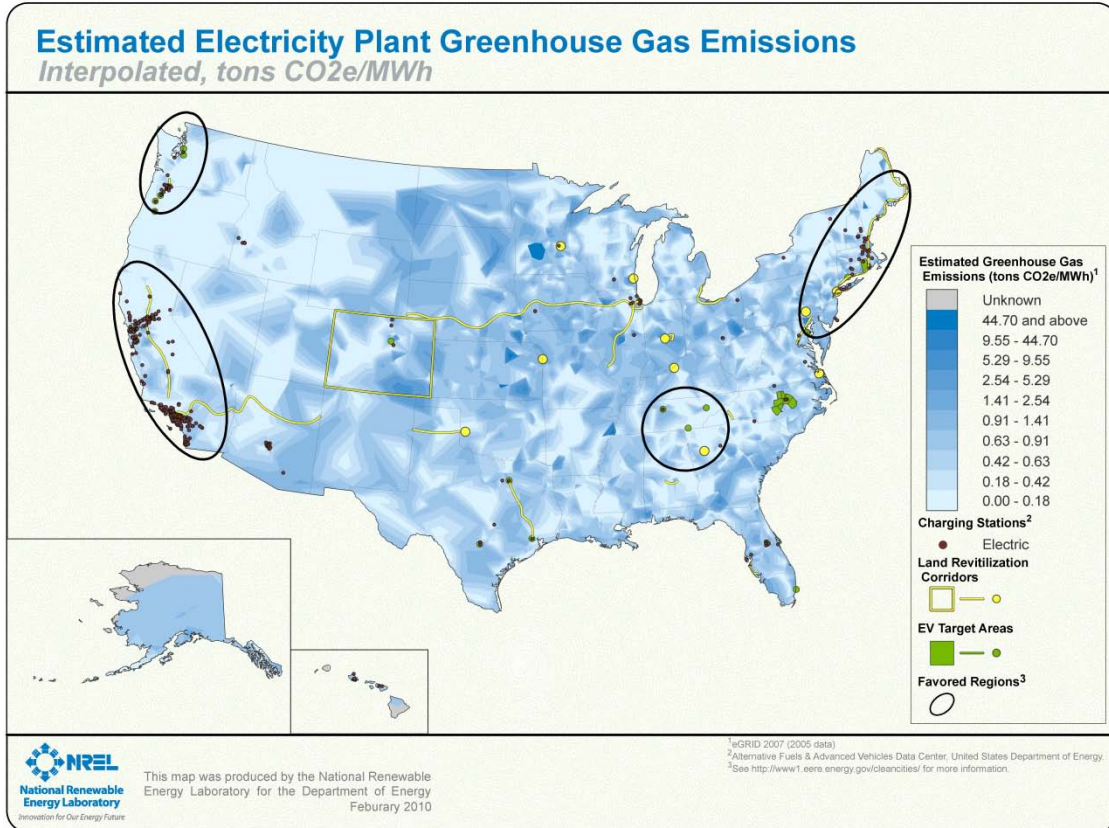 Estimated Electricity Plant Greenhouse Gas Emissions
Interpolated, tons CO2e/MWh
Estimated Greenhouse Gas
Emissions (tons CO2e/MWh)1
Unknown
44.70 and above
9.55 - 44.70
5.29 - 9.55
2.54 - 5.29
1.41 - 2.54
0.91 - 1.41
0.63 - 0.91
0.42 - 0.63
0.18 - 0.42
0.00 - 0.18
Charging Stations2
Electric
Land Revitilization
Corridors
EV Target Areas
Favored Regions3
NREL
National Renewable
Energy Laboratory
Innovation for Our Energy Future
This map was produced by the National Renewable
Energy Laboratory for the Department of Energy
Feburary 2010
1eGRID 2007 (2005 data)
2Alternative Fuels & Advanced Vehicles Data Center, United States Department of Energy.
3See http://www1.eere.energy.gov/cleancities/ for more information.